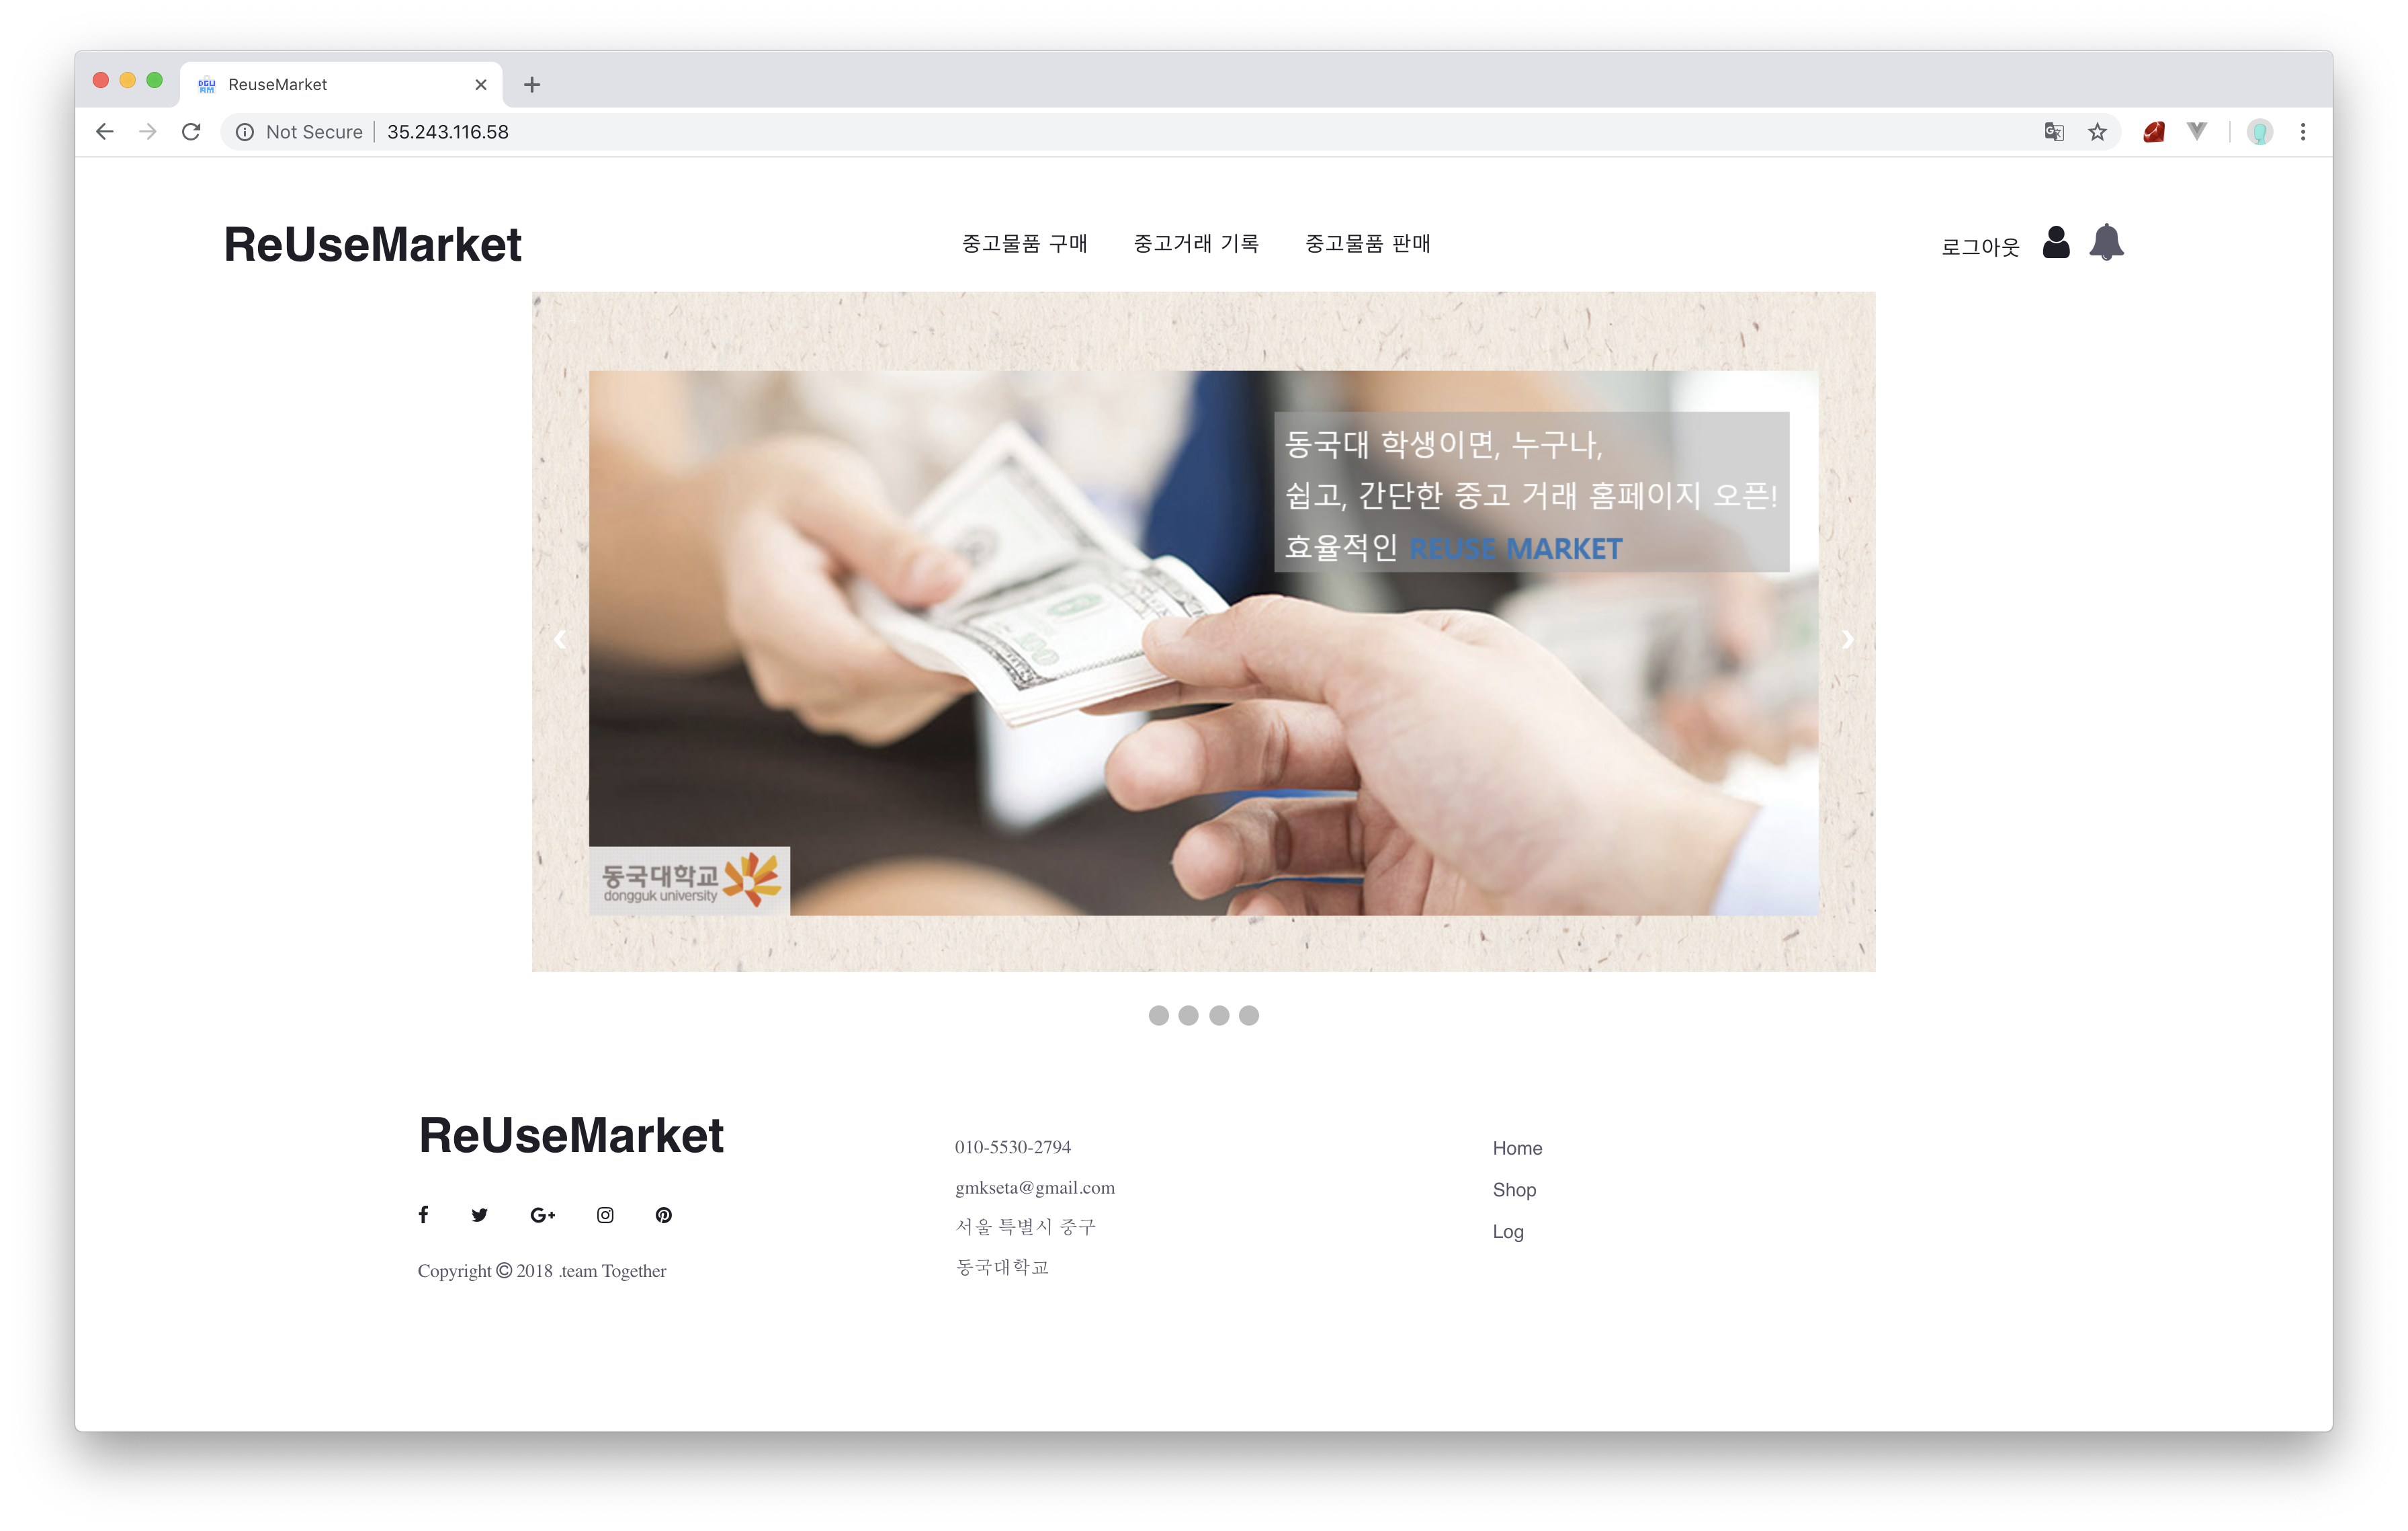 ReuseMarket
Not Secure | 35.243.116.58
ReUseMarket
중고물품 구매
중고거래 기록
중고물품 판매
로그아웃
동국대 학생이면, 누구나,
쉽고, 간단한 중고 거래 홈페이지 오픈!
효율적인 REUSE MARKET
동국대학교
dongguk university
ReUseMarket
Copyright © 2018 .team Together
010-5530-2794
gmkseta@gmail.com
서울 특별시 중구
동국대학교
Home
Shop
Log